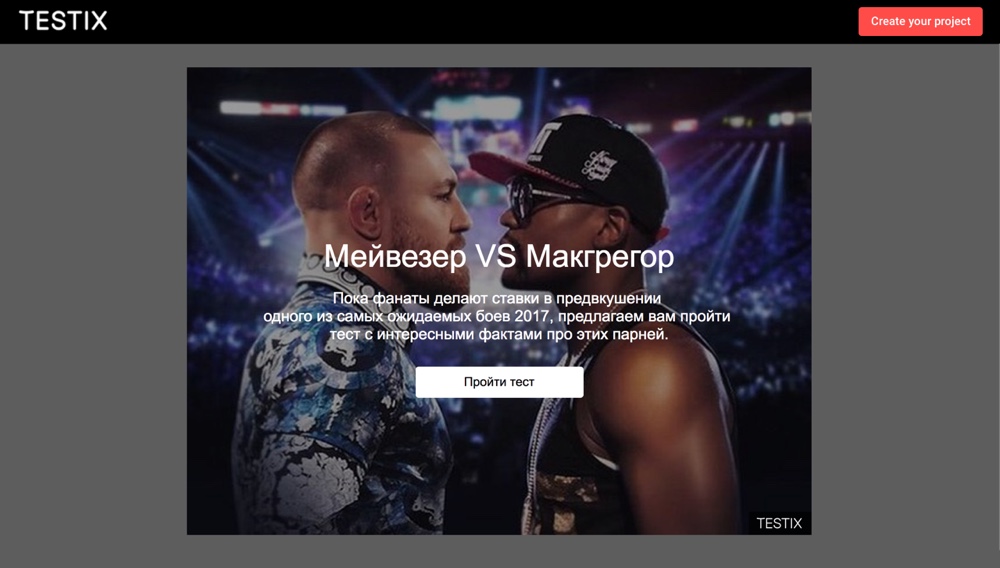 TESTIX
Create your project
Мейвезер VS Макгрегор
Пока фанаты делают ставки в предвкушении
одного из самых ожидаемых боев 2017, предлагаем вам пройти
тест с интересными фактами про этих парней.
Пройти тест
TESTIX